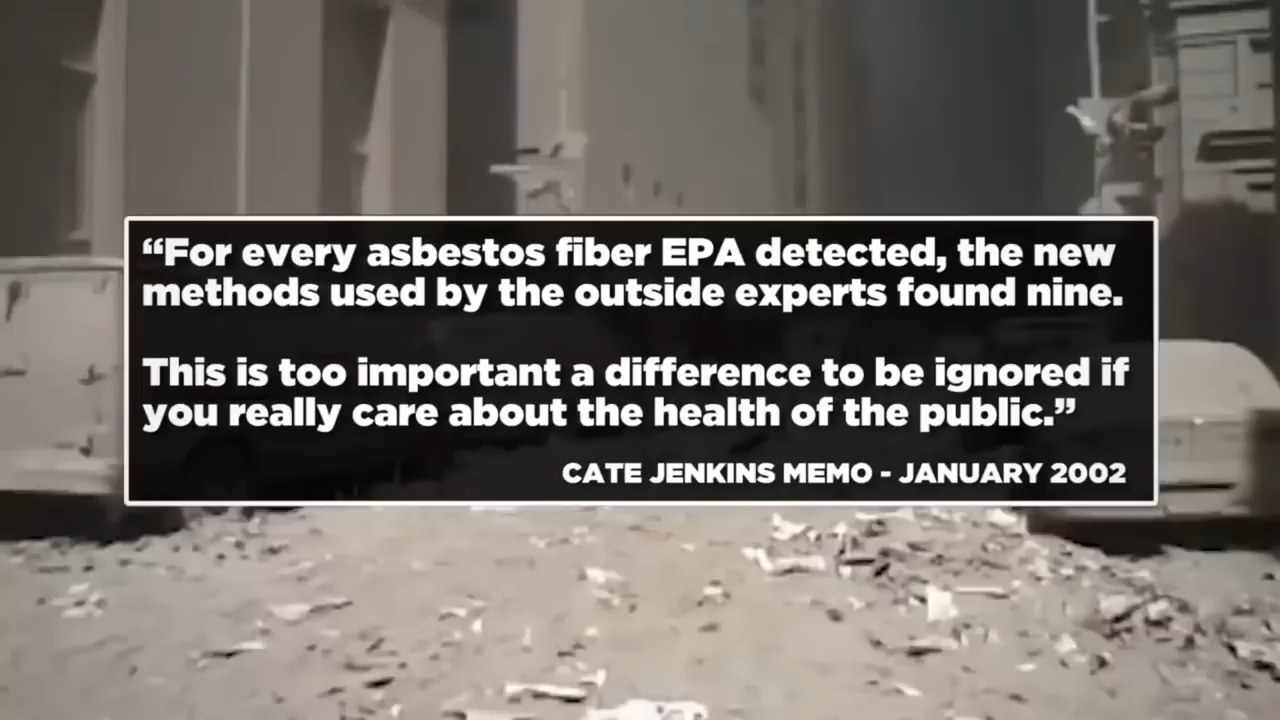 “For every asbestos fiber EPA detected, the new
methods used by the outside experts found nine.
This is too important a difference to be ignored if
you really care about the health of the public.”
CATE JENKINS MEMO - JANUARY 2002